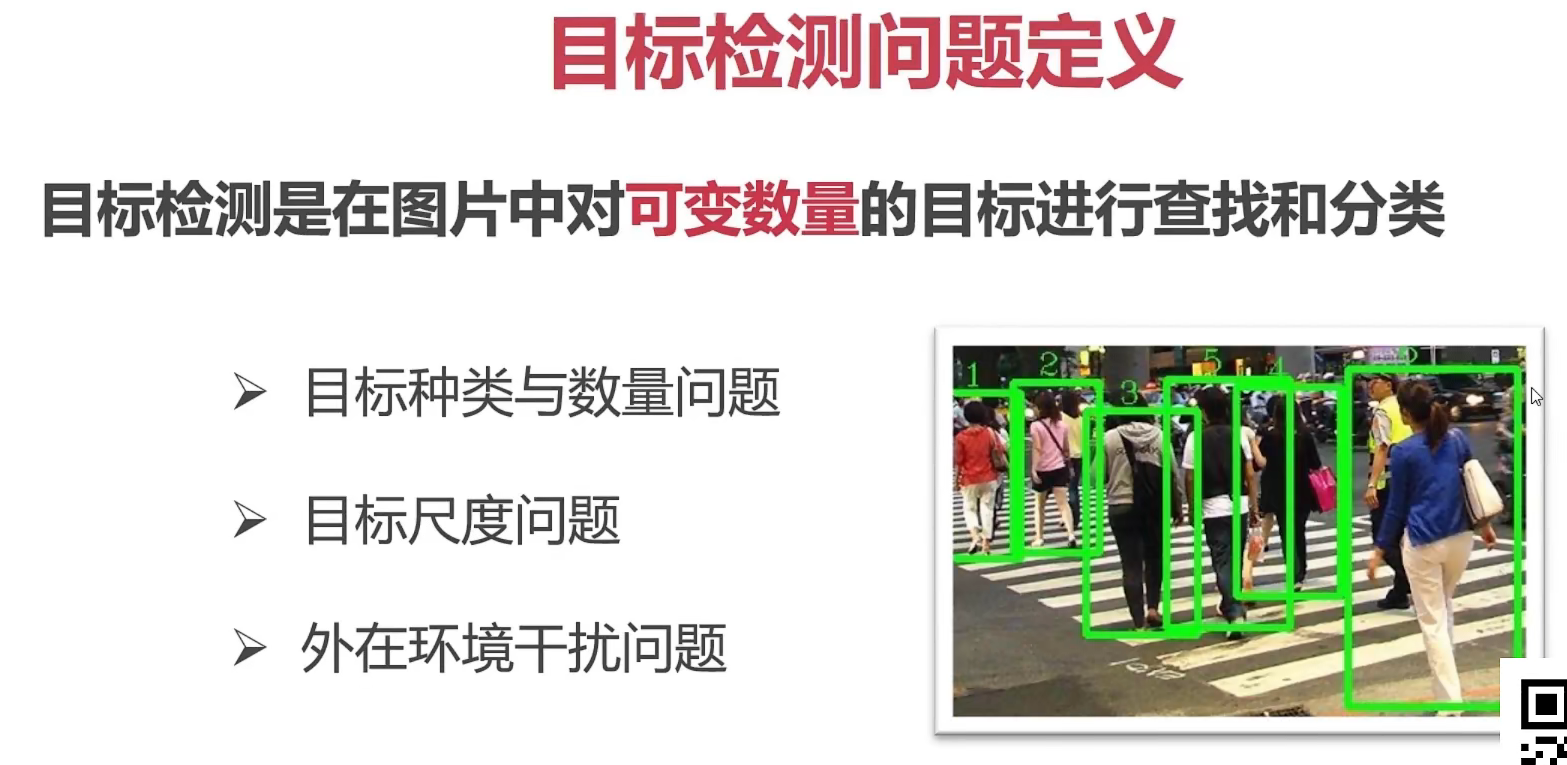 目标检测问题定义
目标检测是在图片中对可变数量的目标进行查找和分类
目标种类与数量问题
目标尺度问题
外在环境干扰问题
1
2
3
5
4